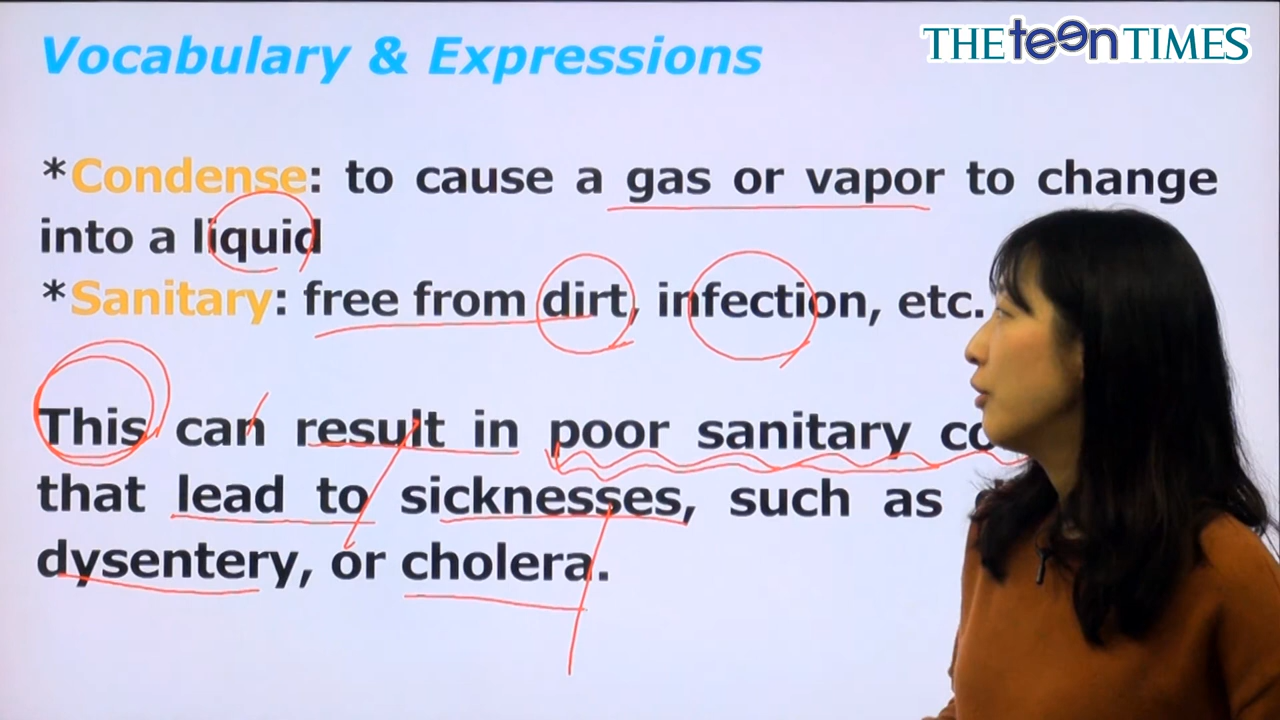 Vocabulary & Expressions
THE teen TIMES
*Condense: to cause a gas or vapor to change
into a liquid
*Sanitary: free from dirt, infection, etc.
This can result in poor sanitary
that lead to sicknesses, such as
dysentery, or cholera.